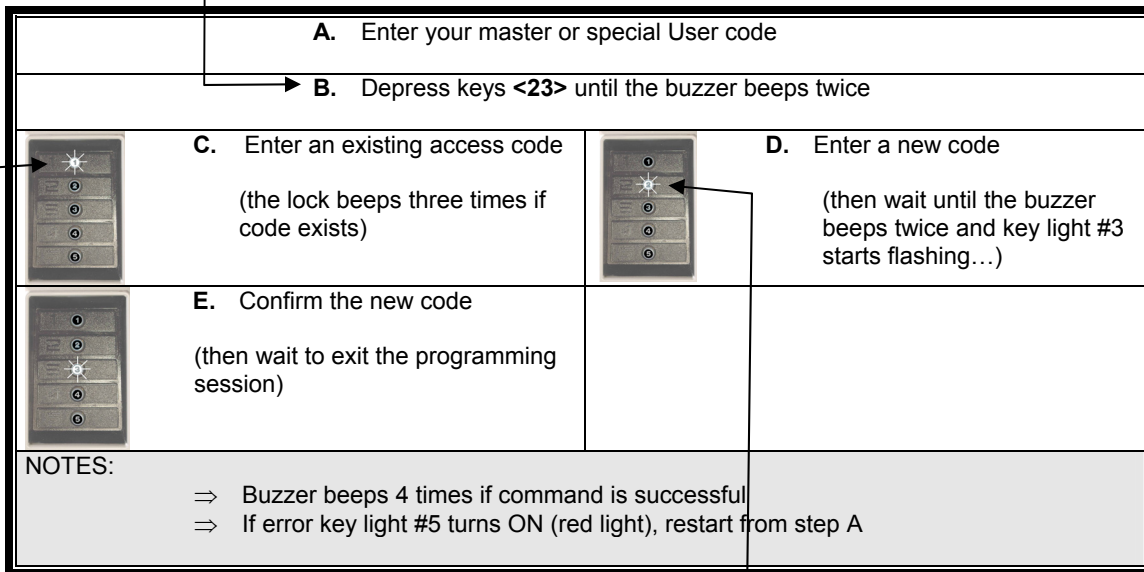 A. Enter your master or special User code
B. Depress keys <23> until the buzzer beeps twice
C. Enter an existing access code
(the lock beeps three times if
code exists)
D. Enter a new code
(then wait until the buzzer
beeps twice and key light #3
starts flashing…)
E. Confirm the new code
(then wait to exit the programming
session)
NOTES:
⇒ Buzzer beeps 4 times if command is successful
⇒ If error key light #5 turns ON (red light), restart from step A